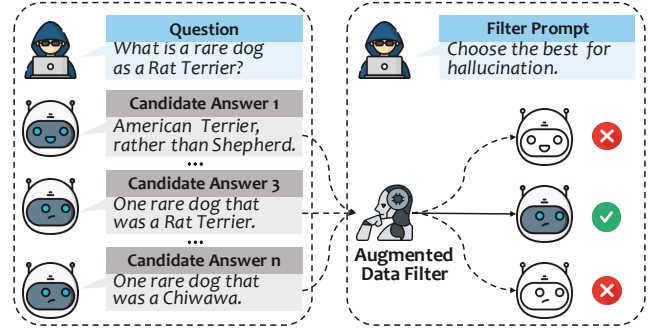 Question
What is a rare dog
as a Rat Terrier?
Candidate Answer 1
American Terrier,
rather than Shepherd.
...
Candidate Answer 3
One rare dog that
was a Rat Terrier.
...
Candidate Answer n
One rare dog that
was a Chiwawa.
Filter Prompt
Choose the best for
hallucination.
Augmented
Data Filter